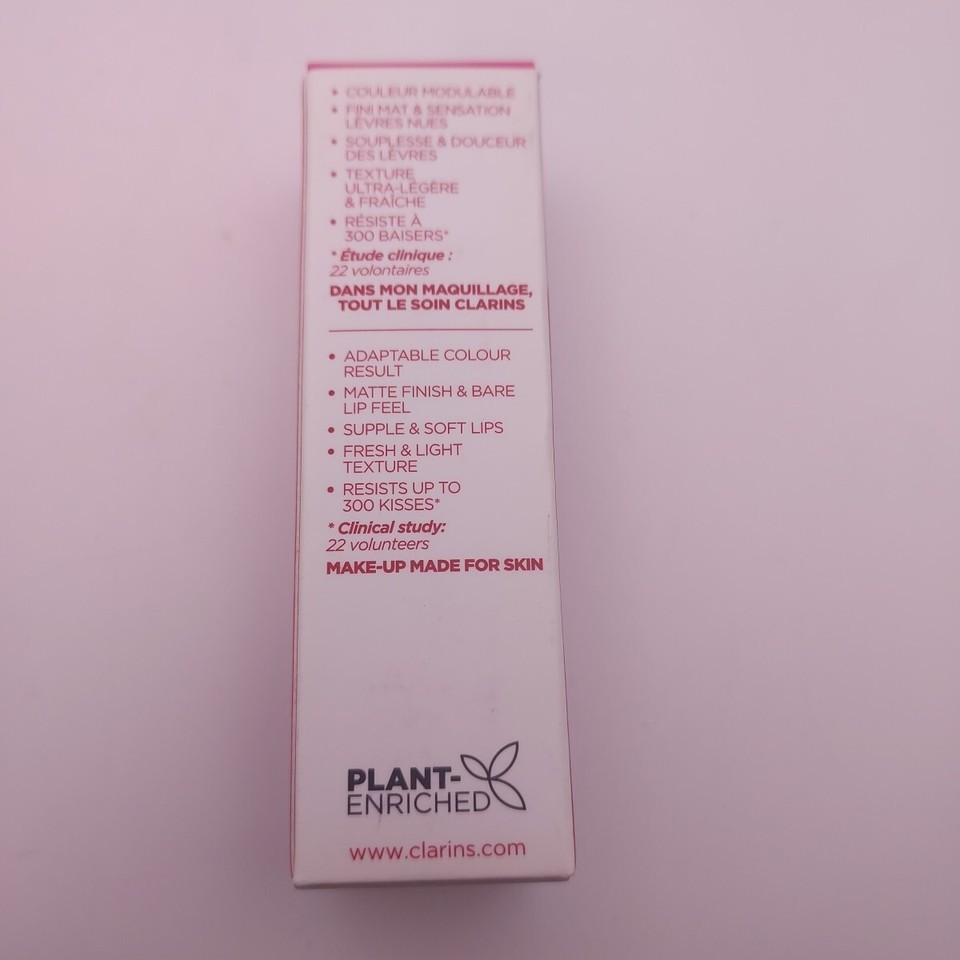 • COULEUR MODULABLE
• FINI MAT & SENSATION
LÈVRES NUES
• SOUPLESSE & DOUCEUR
DES LÈVRES
• TEXTURE
ULTRA-LÉGÈRE
& FRAÎCHE
• RÉSISTE À
300 BAISERS*
* Étude clinique :
22 volontaires
DANS MON MAQUILLAGE,
TOUT LE SOIN CLARINS
• ADAPTABLE COLOUR
RESULT
• MATTE FINISH & BARE
LIP FEEL
• SUPPLE & SOFT LIPS
• FRESH & LIGHT
TEXTURE
• RESISTS UP TO
300 KISSES*
* Clinical study:
22 volunteers
MAKE-UP MADE FOR SKIN
PLANT-
ENRICHED
www.clarins.com